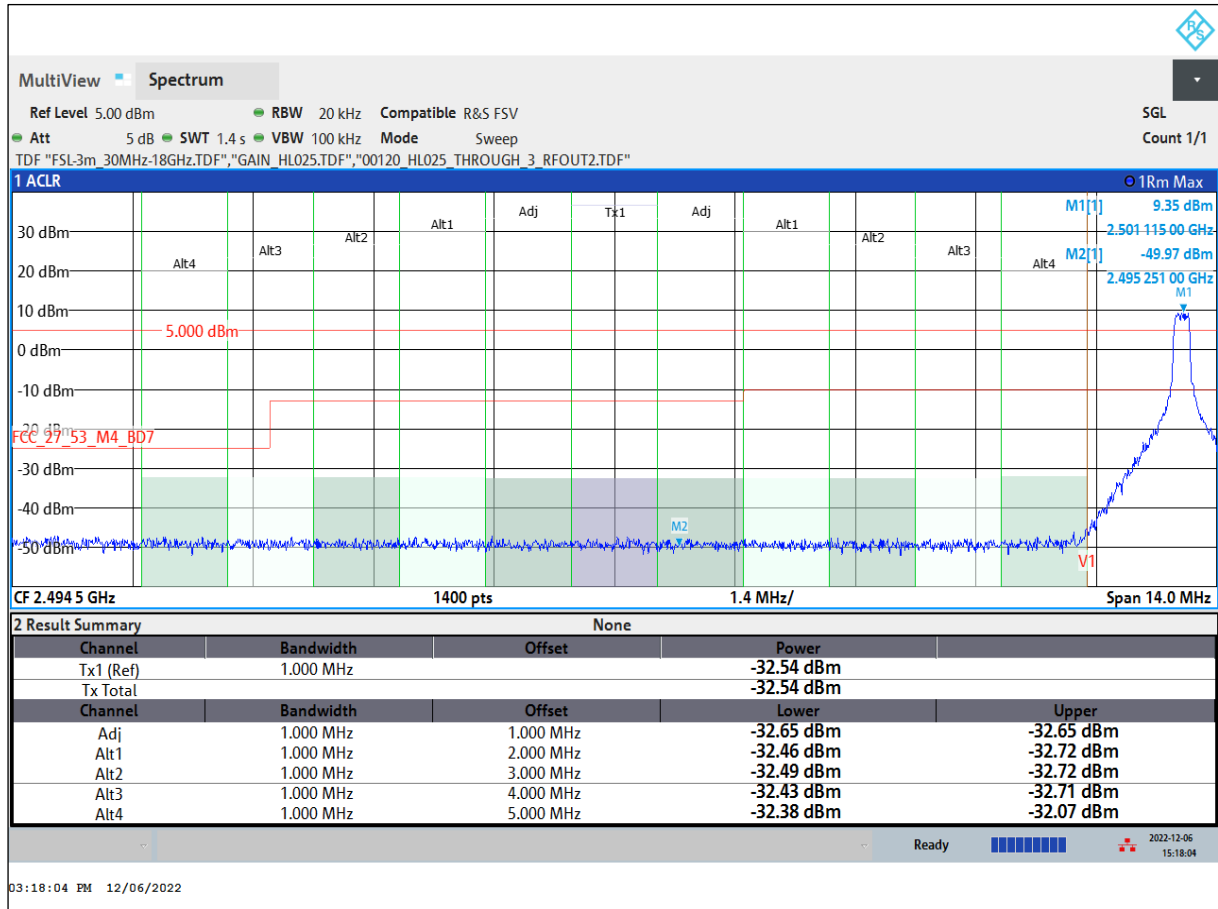 R&S
MultiView Spectrum
Ref Level 5.00 dBm RBW 20 kHz Compatible R&S FSV SGL
Att 5 dB SWT 1.4 s VBW 100 kHz Mode Sweep Count 1/1
TDF "FSL-3m_30MHz-18GHz.TDF","GAIN_HL025.TDF","00120_HL025_THROUGH_3_RFOUT2.TDF"
1 ACLR 1Rm Max
M1[1] 9.35 dBm
2.501 115 00 GHz
M2[1] -49.97 dBm
2.495 251 00 GHz
Alt4 Alt3 Alt2 Alt1 Adj Tx1 Adj Alt1 Alt2 Alt3 Alt4
M1
30 dBm
20 dBm
10 dBm
5.000 dBm
0 dBm
-10 dBm
-20 dBm
FCC_27_53_M4_BD7
-30 dBm
-40 dBm
M2
-50 dBm
V1
CF 2.494 5 GHz 1400 pts 1.4 MHz/ Span 14.0 MHz
2 Result Summary None
Channel Bandwidth Offset Power
Tx1 (Ref) 1.000 MHz -32.54 dBm
Tx Total -32.54 dBm
Channel Bandwidth Offset Lower Upper
Adj 1.000 MHz 1.000 MHz -32.65 dBm -32.65 dBm
Alt1 1.000 MHz 2.000 MHz -32.46 dBm -32.72 dBm
Alt2 1.000 MHz 3.000 MHz -32.49 dBm -32.72 dBm
Alt3 1.000 MHz 4.000 MHz -32.43 dBm -32.71 dBm
Alt4 1.000 MHz 5.000 MHz -32.38 dBm -32.07 dBm
Ready 2022-12-06
15:18:04
03:18:04 PM 12/06/2022